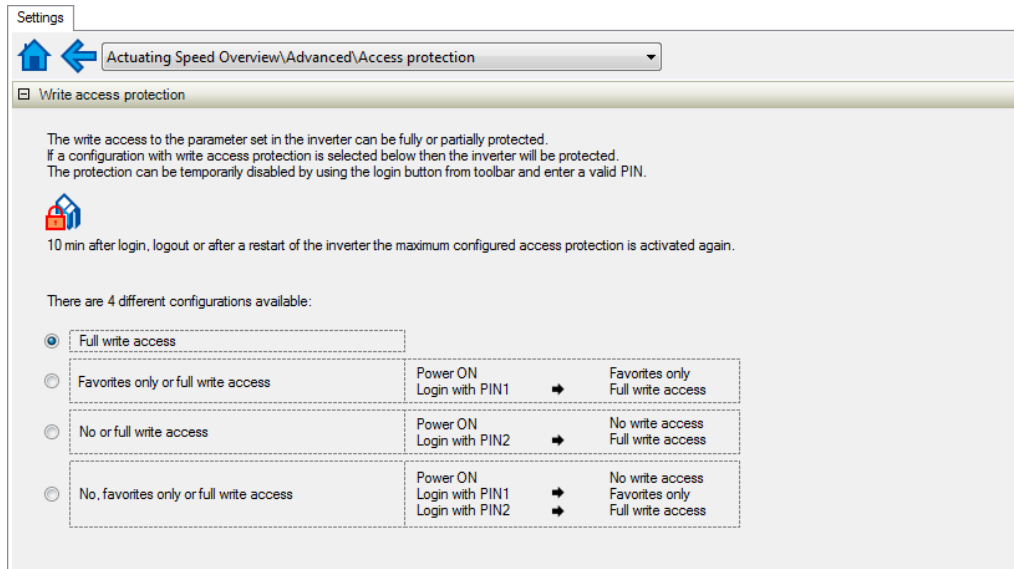 Settings
Actuating Speed Overview\Advanced\Access protection
Write access protection
The write access to the parameter set in the inverter can be fully or partially protected.
If a configuration with write access protection is selected below then the inverter will be protected.
The protection can be temporarily disabled by using the login button from toolbar and enter a valid PIN.
10 min after login, logout or after a restart of the inverter the maximum configured access protection is activated again.
There are 4 different configurations available:
Full write access
Favorites only or full write access
Power ON Favorites only
Login with PIN1 Full write access
No or full write access
Power ON No write access
Login with PIN2 Full write access
No, favorites only or full write access
Power ON No write access
Login with PIN1 Favorites only
Login with PIN2 Full write access